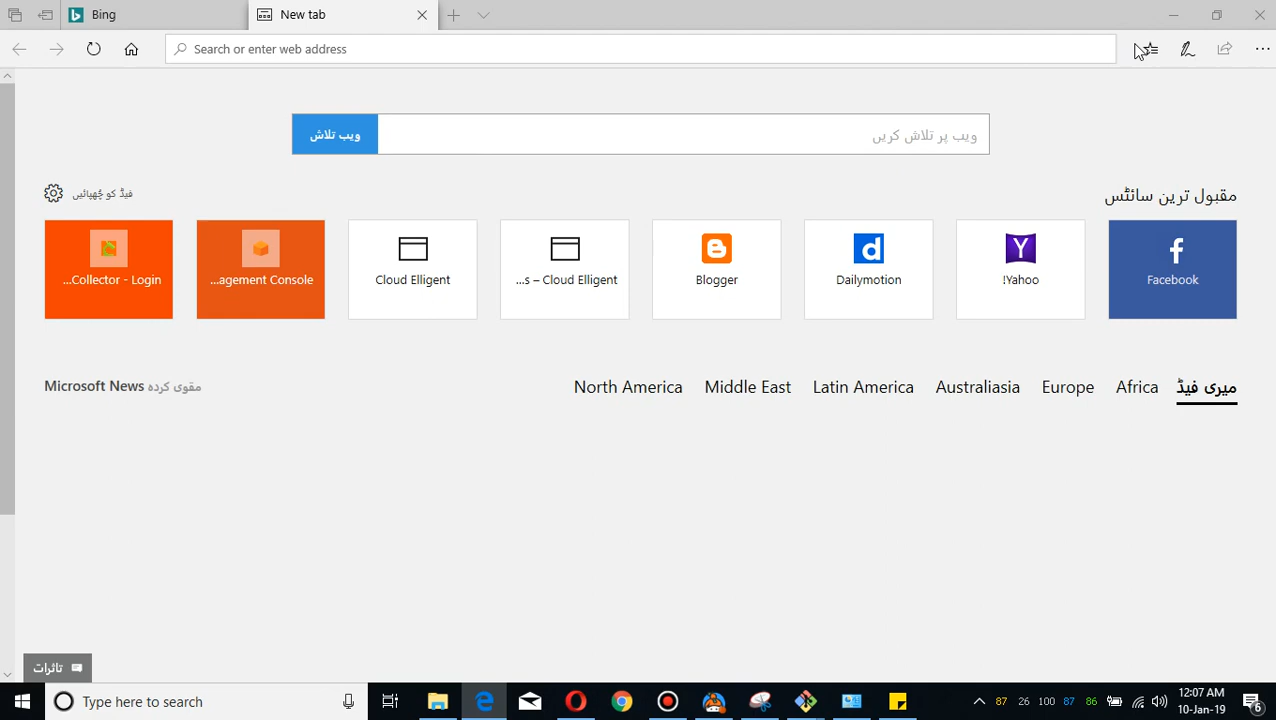 Bing
New tab
Search or enter web address
ویب تلاش
ویب پر تلاش کریں
فیڈ کو چُھپائیں
مقبول ترین سائٹس
...Collector - Login
...agement Console
Cloud Elligent
...s – Cloud Elligent
Blogger
Dailymotion
!Yahoo
Facebook
Microsoft News مقوی کردہ
North America
Middle East
Latin America
Australiasia
Europe
Africa
میری فیڈ
تاثرات
Type here to search
87 26 100 87 86
12:07 AM
10-Jan-19
6